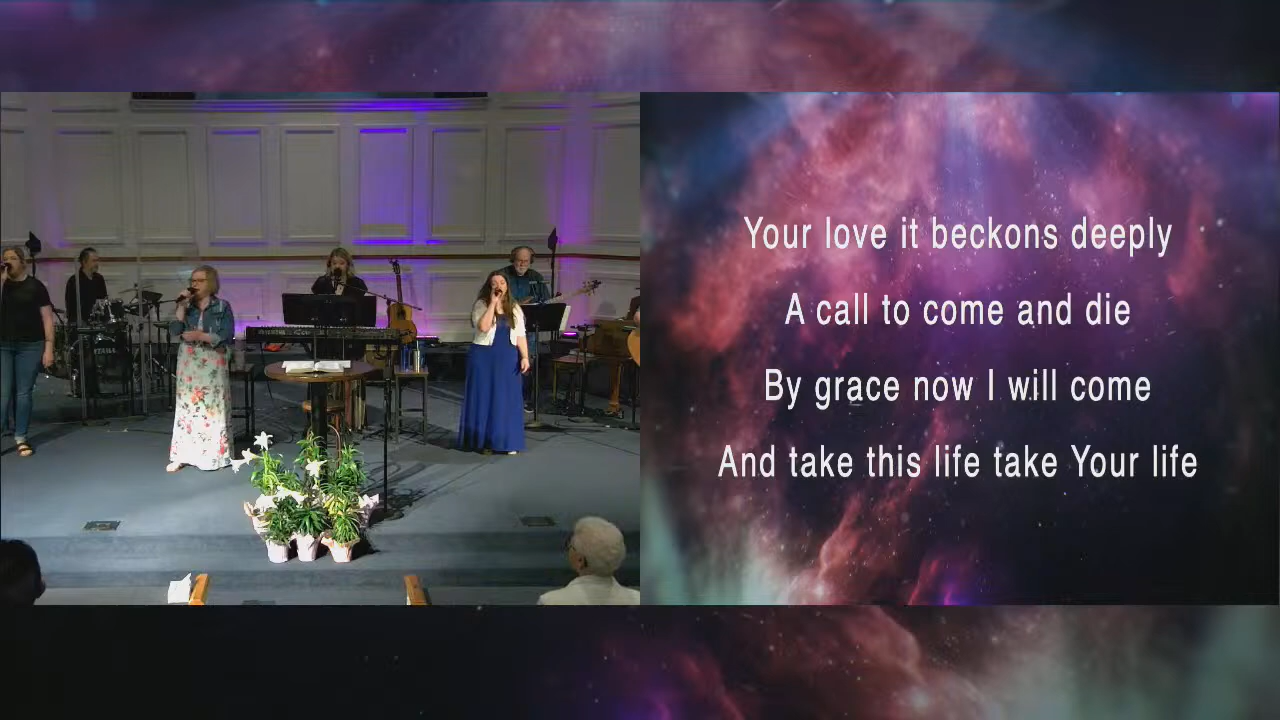 Your love it beckons deeply
A call to come and die
By grace now I will come
And take this life take Your life